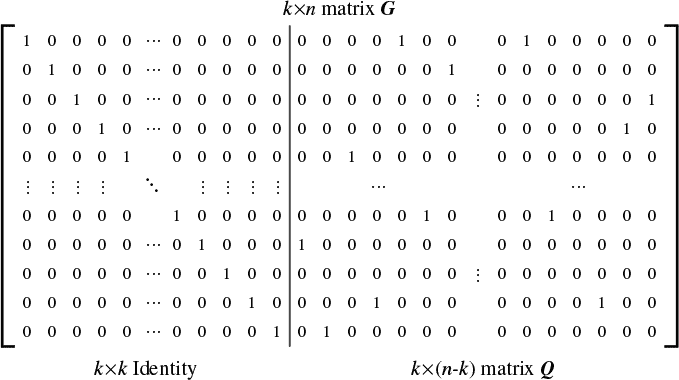 k×n matrix G
1 0 0 0 0 ··· 0 0 0 0 0 0 0 0 0 1 0 0 0 1 0 0 0 0 0
0 1 0 0 0 ··· 0 0 0 0 0 0 0 0 0 0 0 1 0 0 0 0 0 0 0
0 0 1 0 0 ··· 0 0 0 0 0 0 0 0 0 0 0 0 ⋮ 0 0 0 0 0 0 1
0 0 0 1 0 ··· 0 0 0 0 0 0 0 0 0 0 0 0 0 0 0 0 0 1 0
0 0 0 0 1 0 0 0 0 0 0 0 1 0 0 0 0 0 0 0 0 0 0 0
⋮ ⋮ ⋮ ⋮ ⋱ ⋮ ⋮ ⋮ ⋮ ··· ···
0 0 0 0 0 1 0 0 0 0 0 0 0 0 0 1 0 0 0 1 0 0 0 0
0 0 0 0 0 ··· 0 1 0 0 0 1 0 0 0 0 0 0 0 0 0 0 0 0 0
0 0 0 0 0 ··· 0 0 1 0 0 0 0 0 0 0 0 0 ⋮ 0 0 0 0 0 0 0
0 0 0 0 0 ··· 0 0 0 1 0 0 0 0 1 0 0 0 0 0 0 0 1 0 0
0 0 0 0 0 ··· 0 0 0 0 1 0 1 0 0 0 0 0 0 0 0 0 0 0 0
k×k Identity k×(n-k) matrix Q